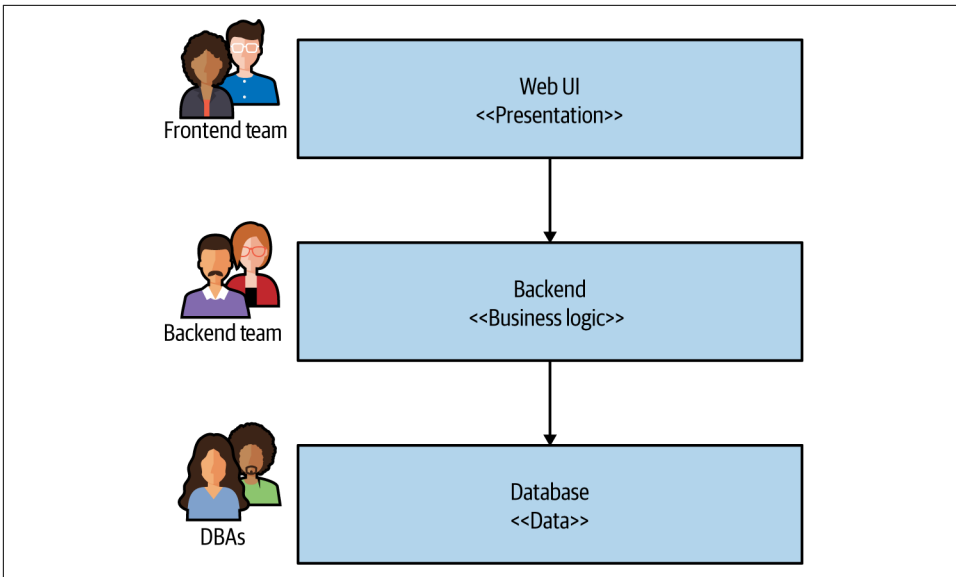 Frontend team
Web UI
<<Presentation>>
Backend team
Backend
<<Business logic>>
DBAs
Database
<<Data>>